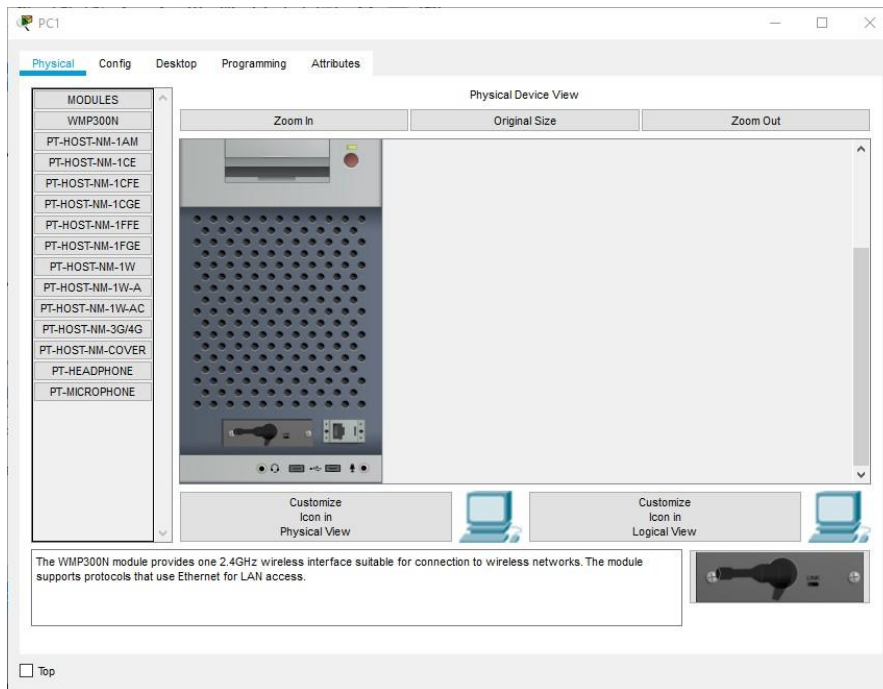 PC1
Physical Config Desktop Programming Attributes
MODULES
WMP300N
PT-HOST-NM-1AM
PT-HOST-NM-1CE
PT-HOST-NM-1CFE
PT-HOST-NM-1CGE
PT-HOST-NM-1FFE
PT-HOST-NM-1FGE
PT-HOST-NM-1W
PT-HOST-NM-1W-A
PT-HOST-NM-1W-AC
PT-HOST-NM-3G/4G
PT-HOST-NM-COVER
PT-HEADPHONE
PT-MICROPHONE
Physical Device View
Zoom In Original Size Zoom Out
Customize
Icon in
Physical View
Customize
Icon in
Logical View
The WMP300N module provides one 2.4GHz wireless interface suitable for connection to wireless networks. The module
supports protocols that use Ethernet for LAN access.
LINK
Top